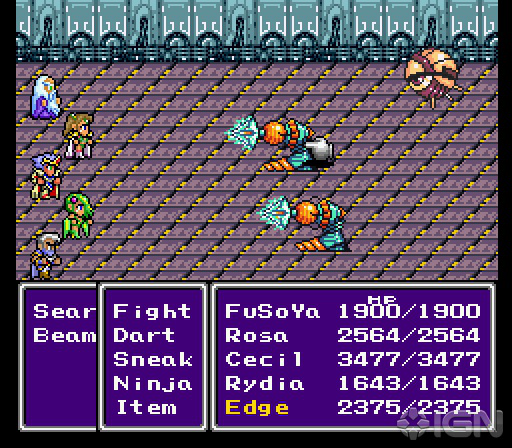 HP
Sear Fight FuSoYa 1900/1900
Beam Dart Rosa 2564/2564
Sneak Cecil 3477/3477
Ninja Rydia 1643/1643
Item Edge 2375/2375
IGN